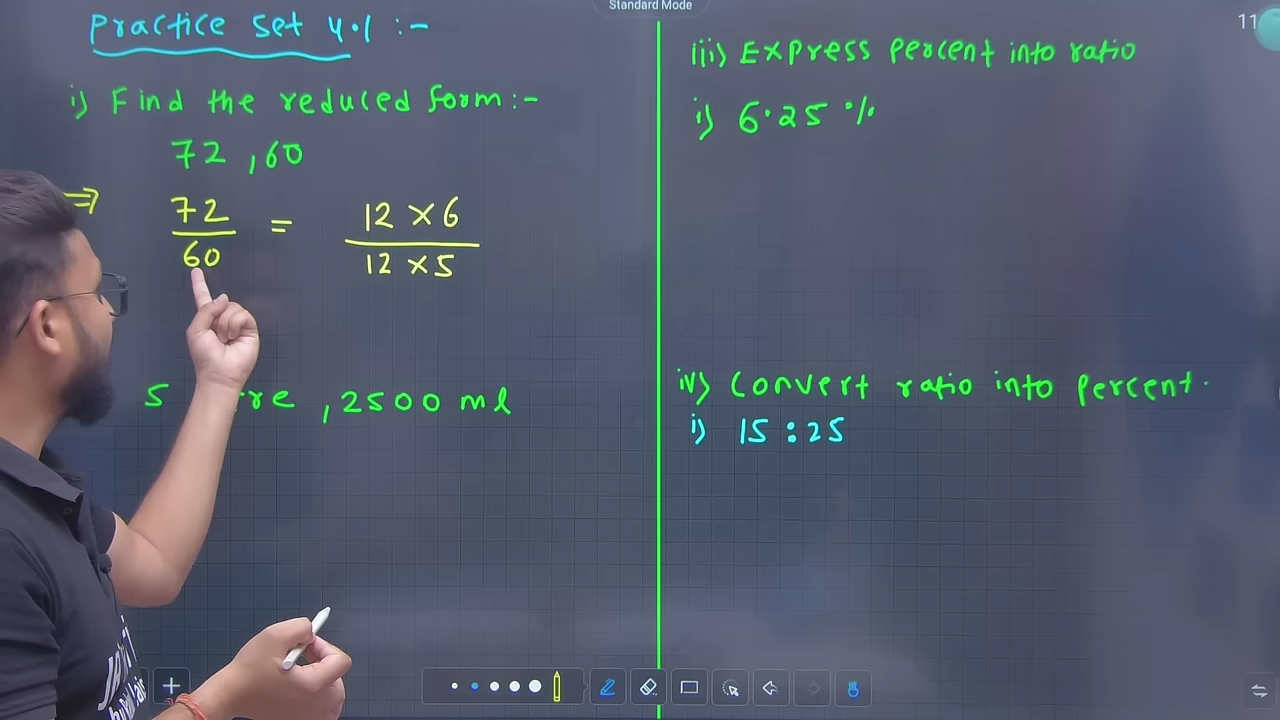 Standard Mode
11
Practice Set 4.1 :-
i) Find the reduced form:-
72 , 60
⇒ 72/60 = 12 × 6 / 12 × 5
5 , 2500 ml
iii) Express Percent into ratio
i) 6.25 %
iv) Convert ratio into Percent.
i) 15 : 25